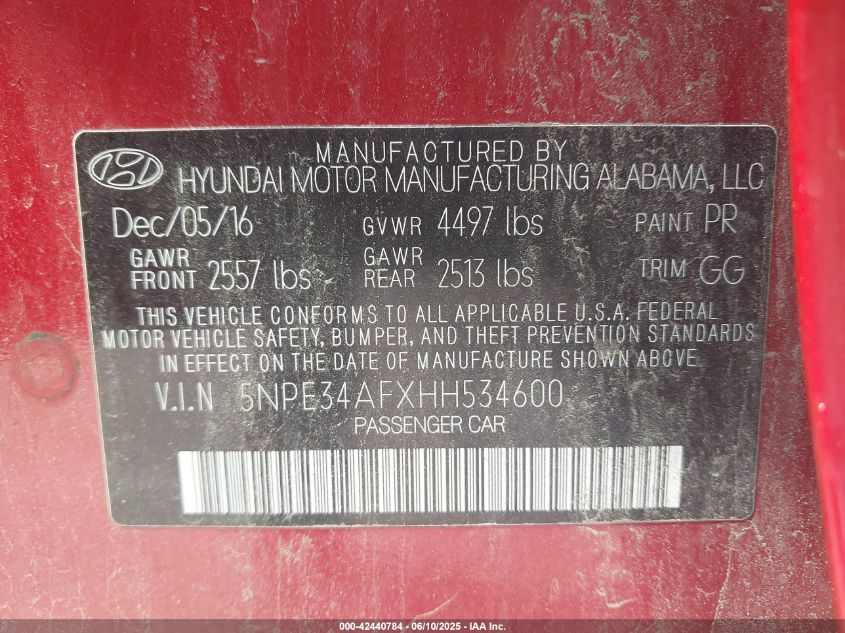 MANUFACTURED BY
HYUNDAI MOTOR MANUFACTURING ALABAMA, LLC
Dec/05/16 GVWR 4497 lbs PAINT PR
GAWR FRONT 2557 lbs GAWR REAR 2513 lbs TRIM GG
THIS VEHICLE CONFORMS TO ALL APPLICABLE U.S.A. FEDERAL
MOTOR VEHICLE SAFETY, BUMPER, AND THEFT PREVENTION STANDARDS
IN EFFECT ON THE DATE OF MANUFACTURE SHOWN ABOVE.
V.I.N 5NPE34AFXHH534600
PASSENGER CAR
000-42440784 - 06/10/2025 - IAA Inc.